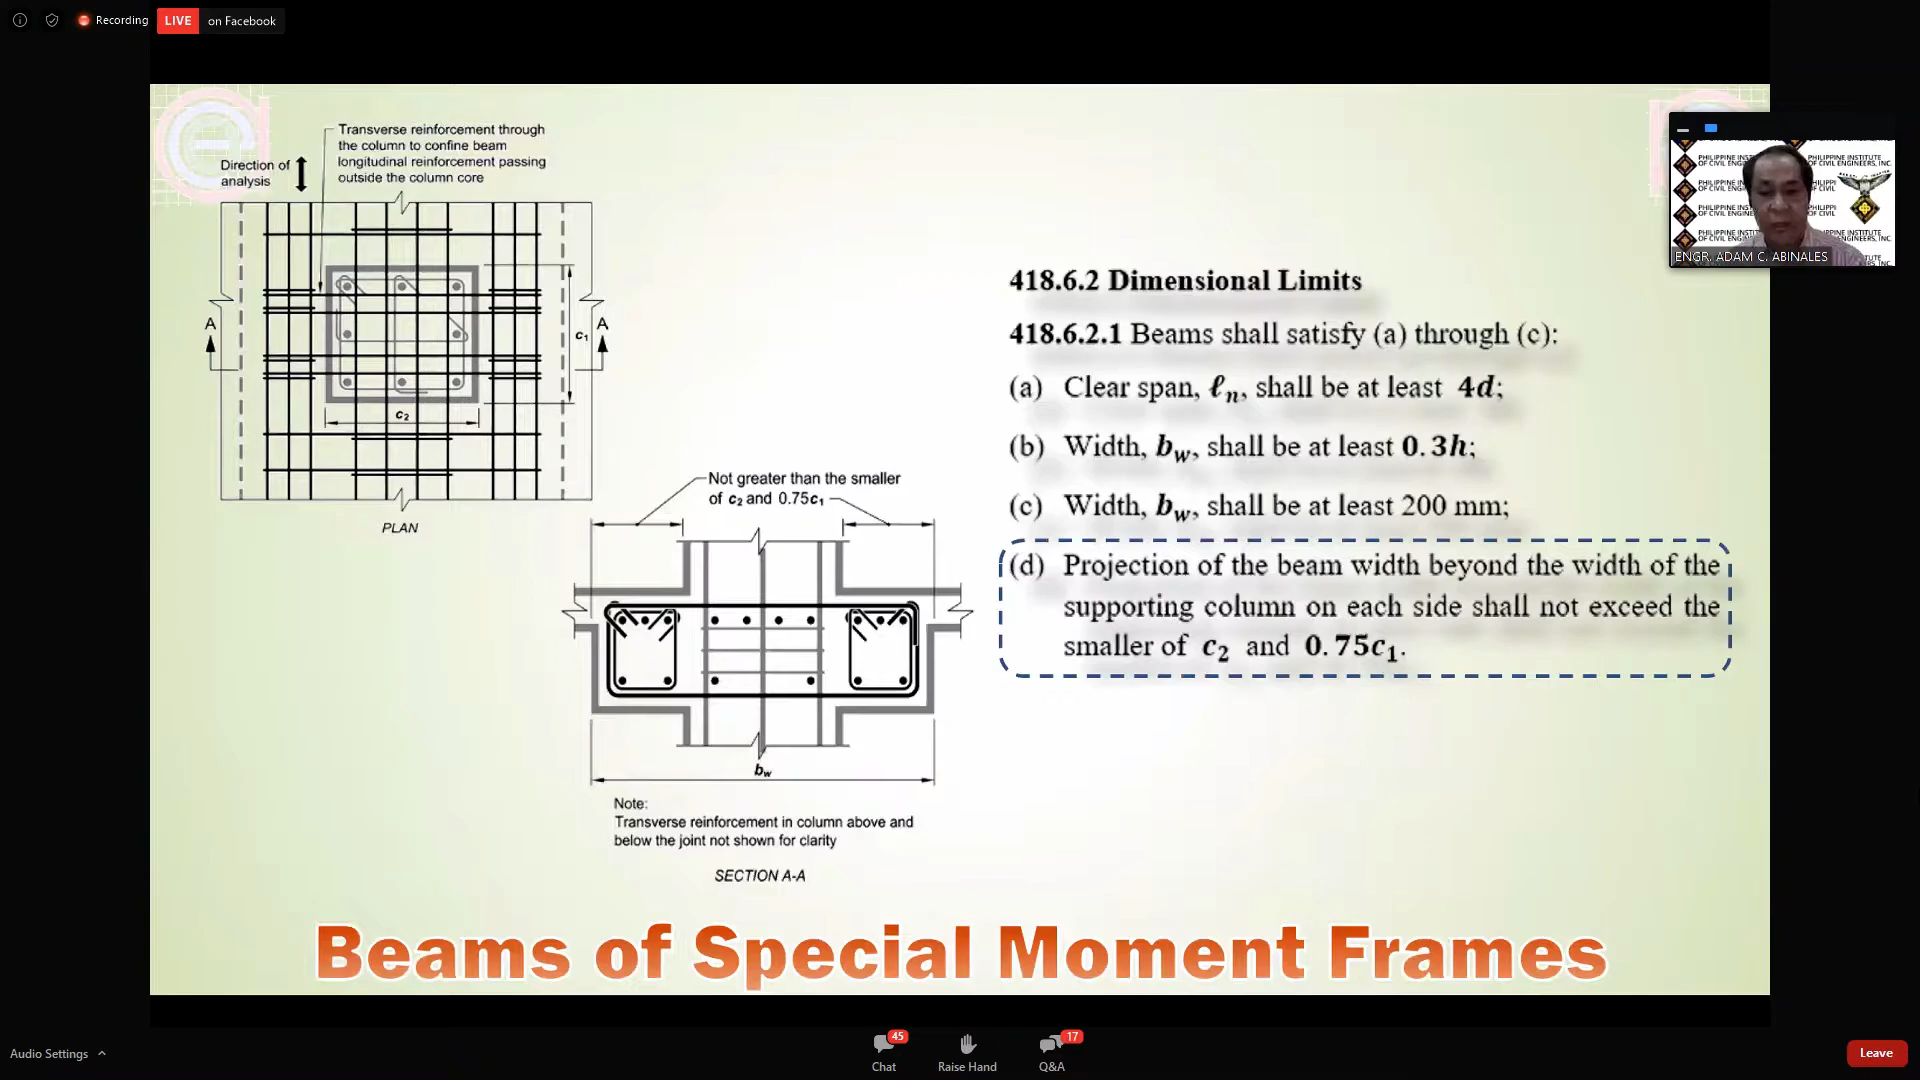 Recording
LIVE on Facebook
Transverse reinforcement through
the column to confine beam
longitudinal reinforcement passing
outside the column core
Direction of
analysis
A
A
c₁
c₂
PLAN
Not greater than the smaller
of c₂ and 0.75c₁
bw
Note:
Transverse reinforcement in column above and
below the joint not shown for clarity
SECTION A-A
418.6.2 Dimensional Limits
418.6.2.1 Beams shall satisfy (a) through (c):
(a) Clear span, ℓn, shall be at least 4d;
(b) Width, bw, shall be at least 0.3h;
(c) Width, bw, shall be at least 200 mm;
(d) Projection of the beam width beyond the width of the
supporting column on each side shall not exceed the
smaller of c₂ and 0.75c₁.
PHILIPPINE INSTITUTE
OF CIVIL ENGINEERS, INC.
ENGR. ADAM C. ABINALES
Beams of Special Moment Frames
Audio Settings
45
Chat
Raise Hand
17
Q&A
Leave